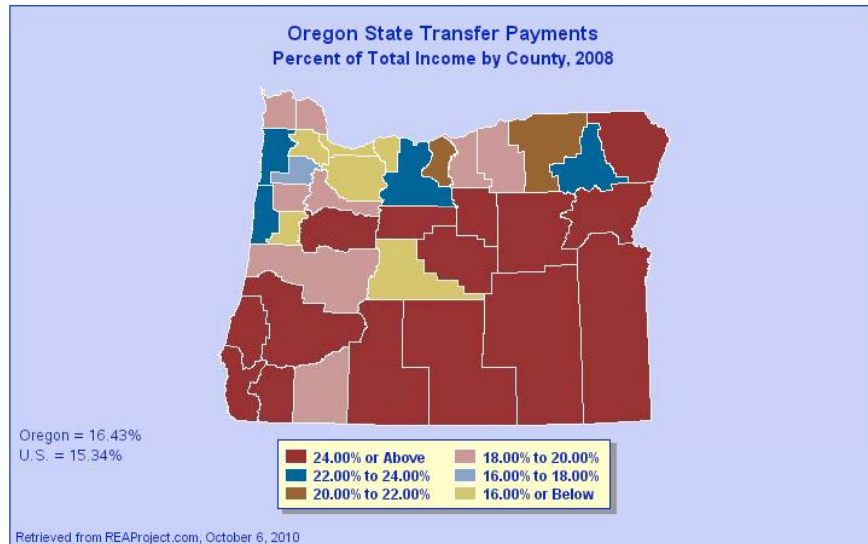 Oregon State Transfer Payments
Percent of Total Income by County, 2008
Oregon = 16.43%
U.S. = 15.34%
24.00% or Above
22.00% to 24.00%
20.00% to 22.00%
18.00% to 20.00%
16.00% to 18.00%
16.00% or Below
Retrieved from REAProject.com, October 6, 2010